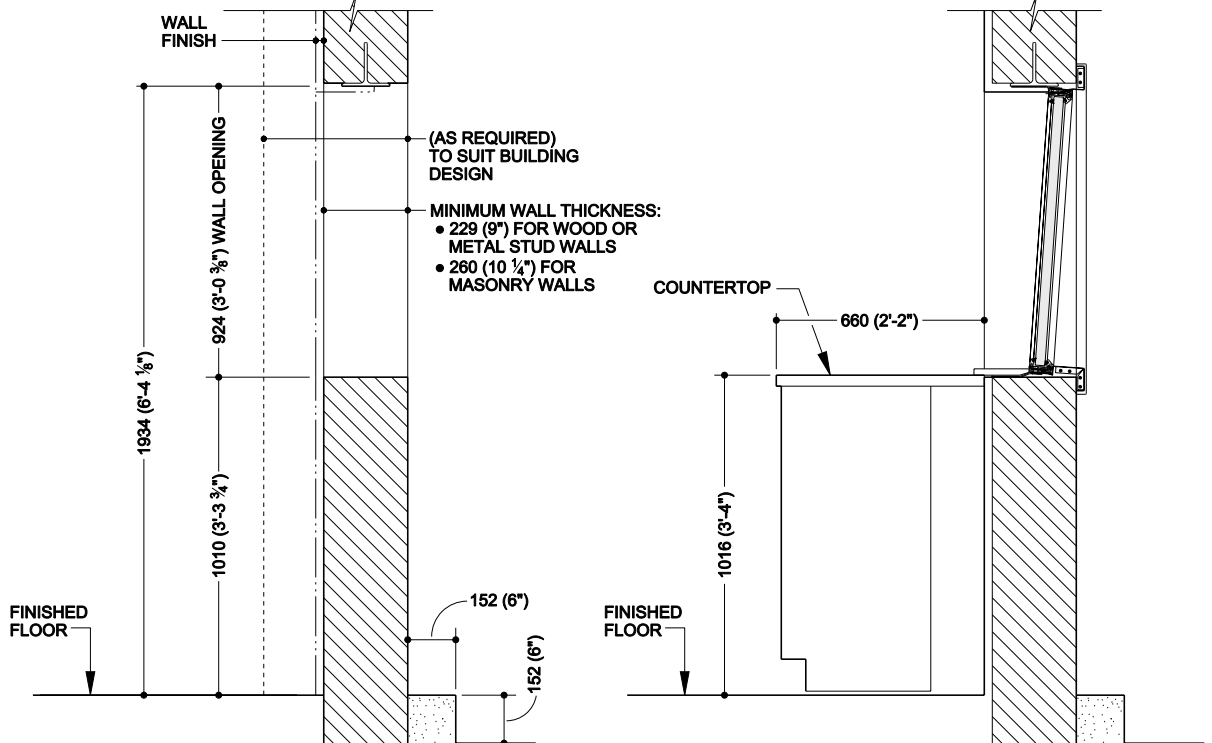 WALL
FINISH
(AS REQUIRED)
TO SUIT BUILDING
DESIGN
MINIMUM WALL THICKNESS:
● 229 (9") FOR WOOD OR
METAL STUD WALLS
● 260 (10 ¼") FOR
MASONRY WALLS
924 (3'-0 ⅜") WALL OPENING
1934 (6'-4 ⅛")
1010 (3'-3 ¾")
FINISHED
FLOOR
152 (6")
152 (6")
COUNTERTOP
660 (2'-2")
1016 (3'-4")
FINISHED
FLOOR